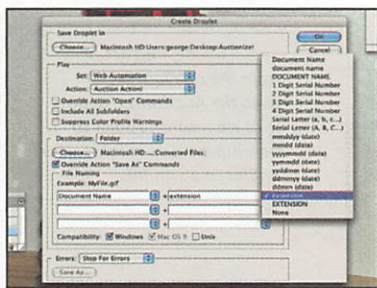 Create Droplet
Save Droplet In
Choose... Macintosh HD:Users:george:Desktop:Auctionize!
OK
Cancel
Play
Set: Web Automation
Action: Auction Action!
Override Action "Open" Commands
Include All Subfolders
Suppress Color Profile Warnings
Destination: Folder
Choose... Macintosh HD:...Converted Files:
Override Action "Save As" Commands
File Naming
Example: MyFile.gif
Document Name + extension
+
+
Compatibility: Windows Mac OS 9 Unix
Errors: Stop For Errors
Save As...
Document Name
document name
DOCUMENT NAME
1 Digit Serial Number
2 Digit Serial Number
3 Digit Serial Number
4 Digit Serial Number
Serial Letter (a, b, c...)
Serial Letter (A, B, C...)
mmddyy (date)
mmdd (date)
yyyymmdd (date)
yymmdd (date)
yyddmm (date)
ddmmyy (date)
ddmm (date)
extension
EXTENSION
None